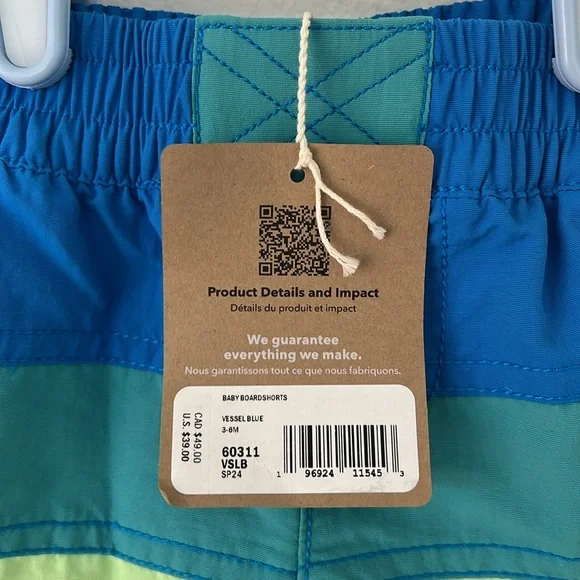 Product Details and Impact
Détails du produit et impact
We guarantee
everything we make.
Nous garantissons tout ce que nous fabriquons.
BABY BOARDSHORTS
VESSEL BLUE
3-6M
60311
VSLB
SP24
CAD $49.00
U.S. $39.00
1 96924 11545 3